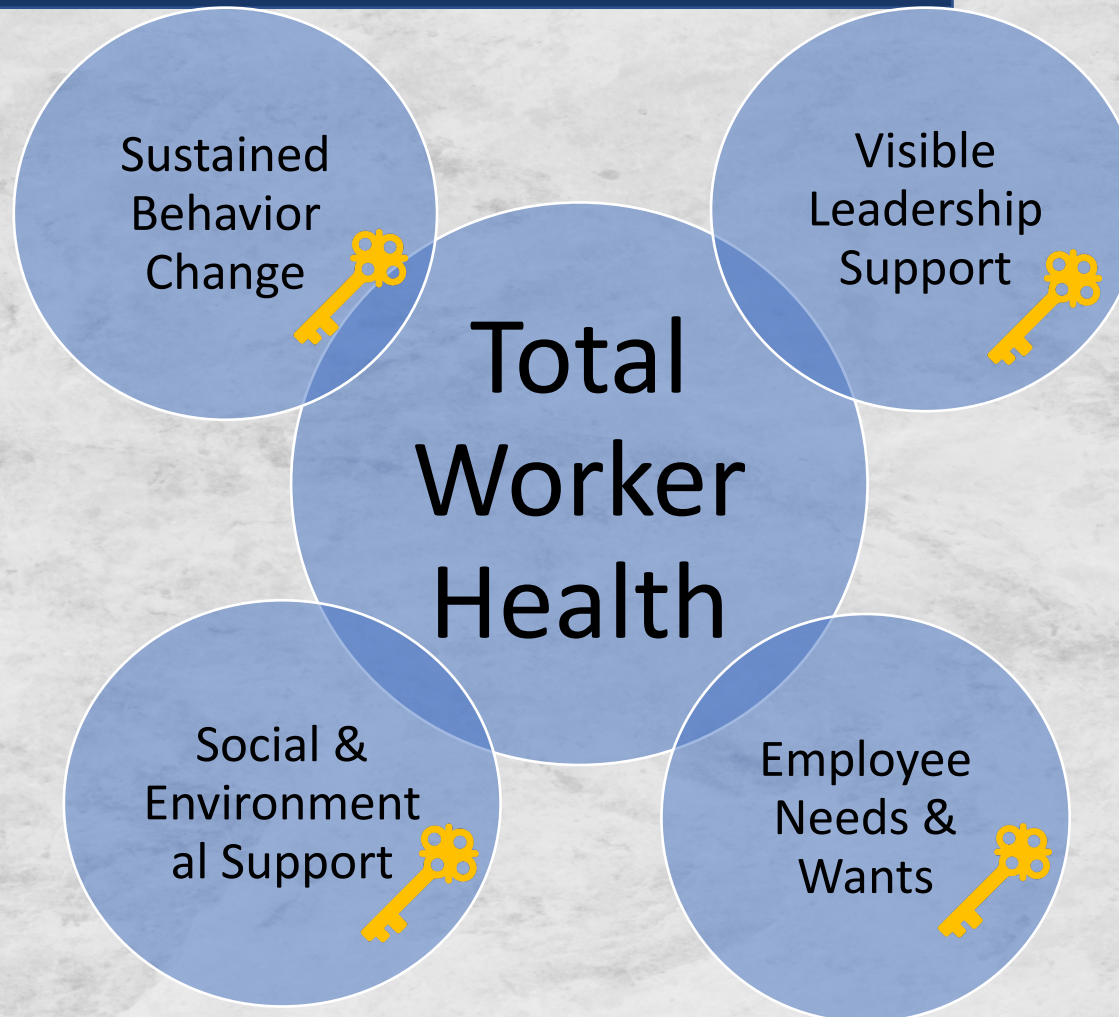 Sustained
Behavior
Change
Visible
Leadership
Support
Total
Worker
Health
Social &
Environment
al Support
Employee
Needs &
Wants